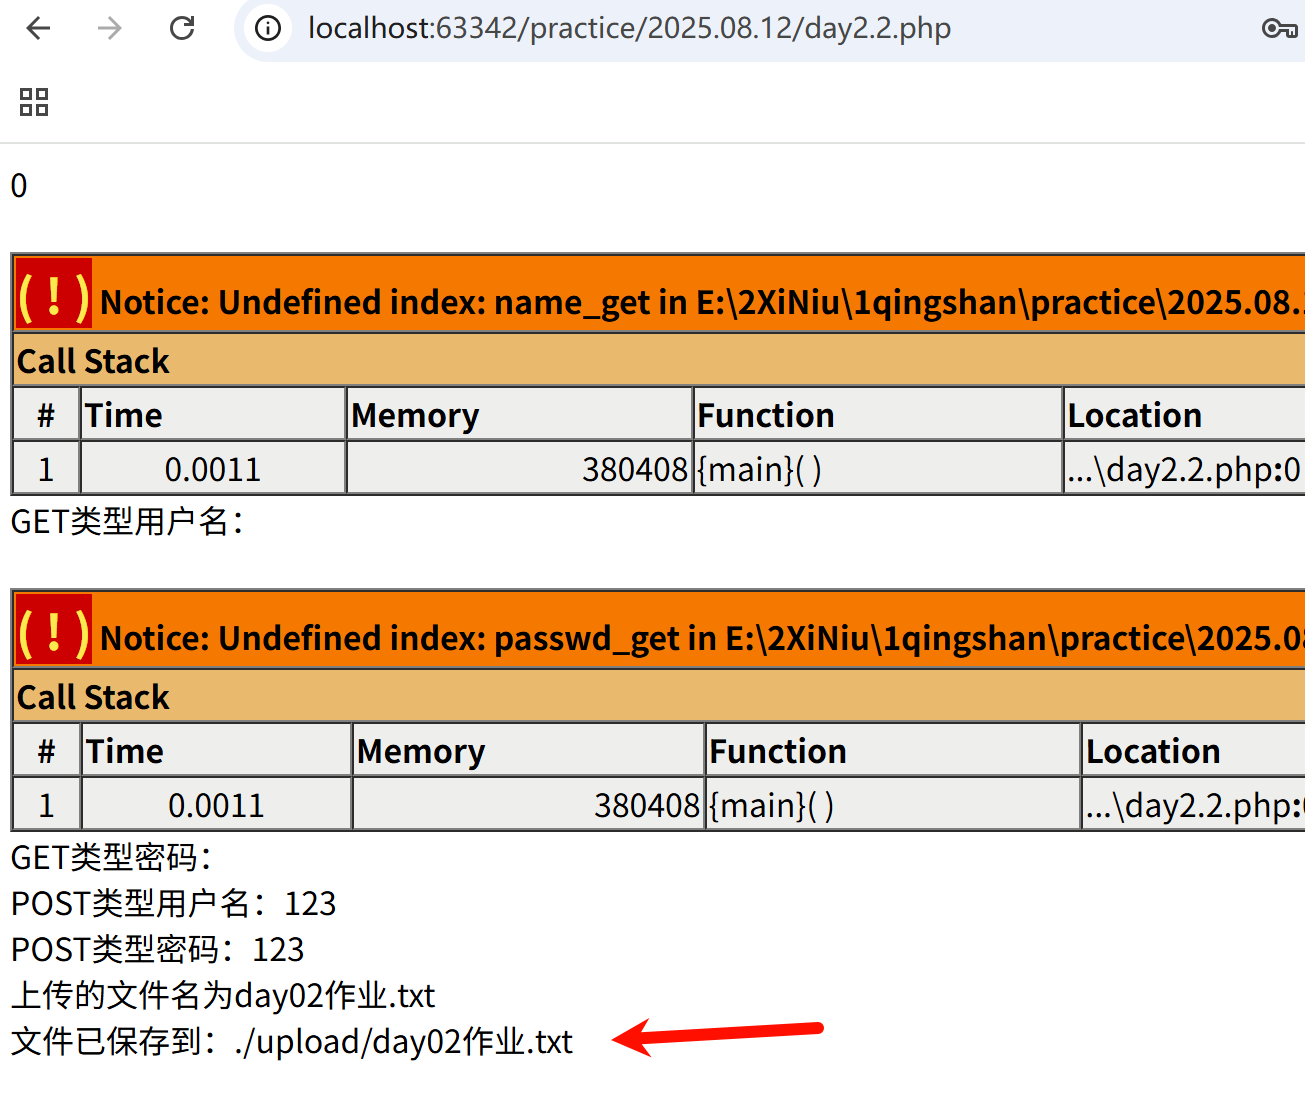 localhost:63342/practice/2025.08.12/day2.2.php
0
(!) Notice: Undefined index: name_get in E:\2XiNiu\1qingshan\practice\2025.08.
Call Stack
# Time Memory Function Location
1 0.0011 380408 {main}( ) ...\day2.2.php:0
GET类型用户名：
(!) Notice: Undefined index: passwd_get in E:\2XiNiu\1qingshan\practice\2025.0
Call Stack
# Time Memory Function Location
1 0.0011 380408 {main}( ) ...\day2.2.php:
GET类型密码：
POST类型用户名：123
POST类型密码：123
上传的文件名为day02作业.txt
文件已保存到：./upload/day02作业.txt